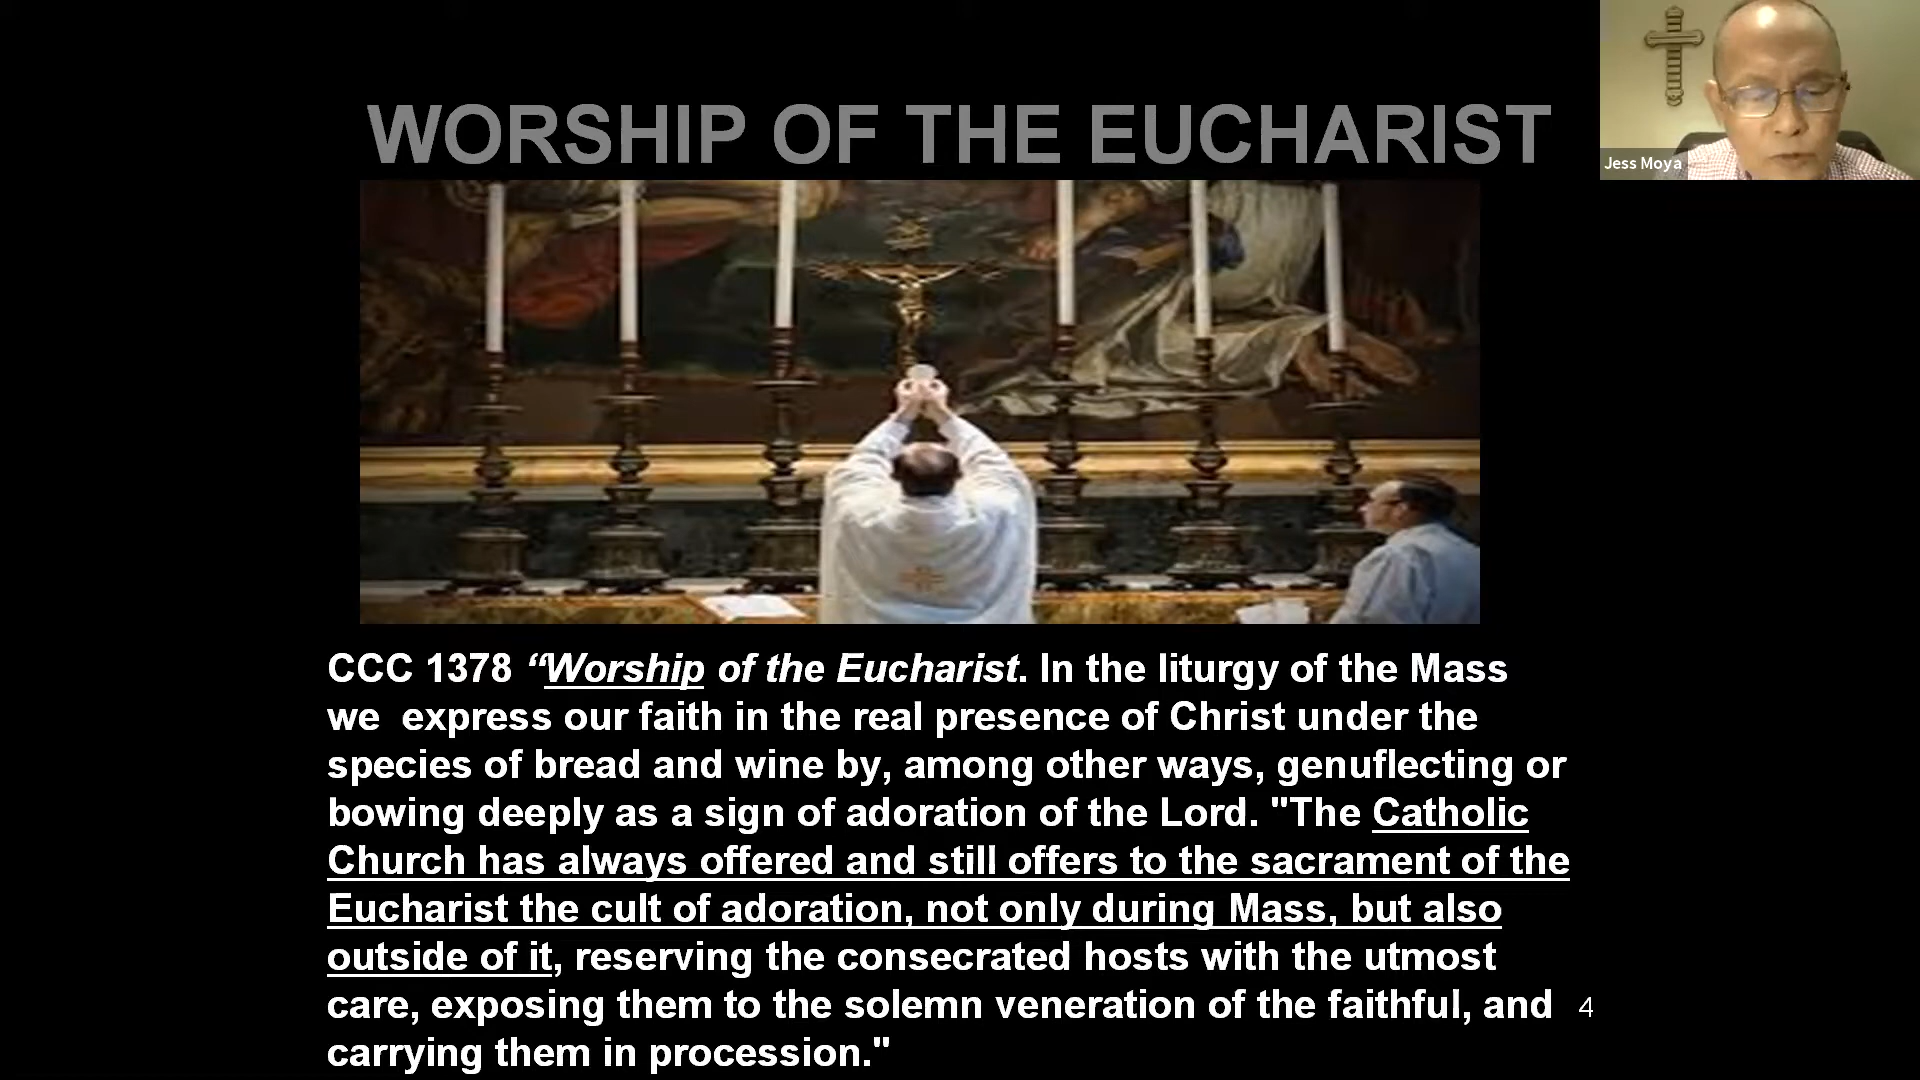 WORSHIP OF THE EUCHARIST
Jess Moya
CCC 1378 “Worship of the Eucharist. In the liturgy of the Mass
we  express our faith in the real presence of Christ under the
species of bread and wine by, among other ways, genuflecting or
bowing deeply as a sign of adoration of the Lord. "The Catholic
Church has always offered and still offers to the sacrament of the
Eucharist the cult of adoration, not only during Mass, but also
outside of it, reserving the consecrated hosts with the utmost
care, exposing them to the solemn veneration of the faithful, and
carrying them in procession."
4